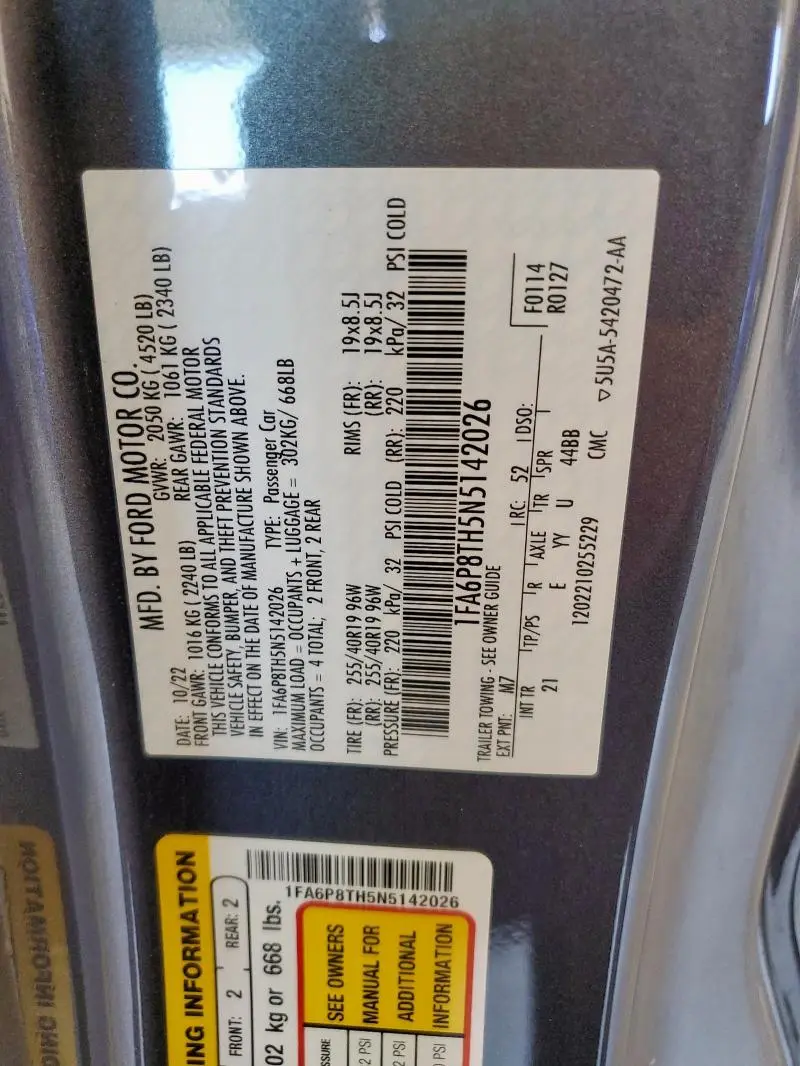 MFD. BY FORD MOTOR CO.
DATE: 10/22 GVWR: 2050 KG ( 4520 LB)
FRONT GAWR: 1016 KG ( 2240 LB) REAR GAWR: 1061 KG ( 2340 LB)
THIS VEHICLE CONFORMS TO ALL APPLICABLE FEDERAL MOTOR
VEHICLE SAFETY, BUMPER, AND THEFT PREVENTION STANDARDS
IN EFFECT ON THE DATE OF MANUFACTURE SHOWN ABOVE.
VIN: 1FA6P8TH5N5142026 TYPE: Passenger Car
MAXIMUM LOAD = OCCUPANTS + LUGGAGE = 302KG/ 668LB
OCCUPANTS = 4 TOTAL; 2 FRONT, 2 REAR
TIRE (FR): 255/40R19 96W RIMS (FR): 19x8.5J
(RR): 255/40R19 96W (RR): 19x8.5J
PRESSURE (FR): 220 kPa/ 32 PSI COLD (RR): 220 kPa/ 32 PSI COLD
1FA6P8TH5N5142026
TRAILER TOWING - SEE OWNER GUIDE
EXT PNT: M7 RC: 52 DSO: F0114
INT TR TP/PS R AXLE TR SPR R0127
21 E YY U 44BB
1202210255229 CMC ▽5U5A-5420472-AA
ING INFORMATION
FRONT: 2 REAR: 2
02 kg or 668 lbs.
1FA6P8TH5N5142026
SSURE
2 PSI
2 PSI
PSI
SEE OWNERS
MANUAL FOR
ADDITIONAL
INFORMATION